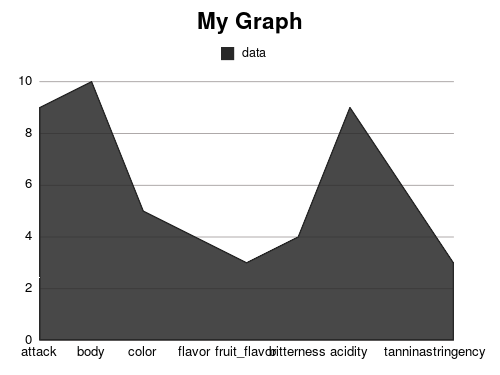 My Graph
data
10
8
6
4
2
0
attack body color flavor fruit_flavor bitterness acidity tannin astringency